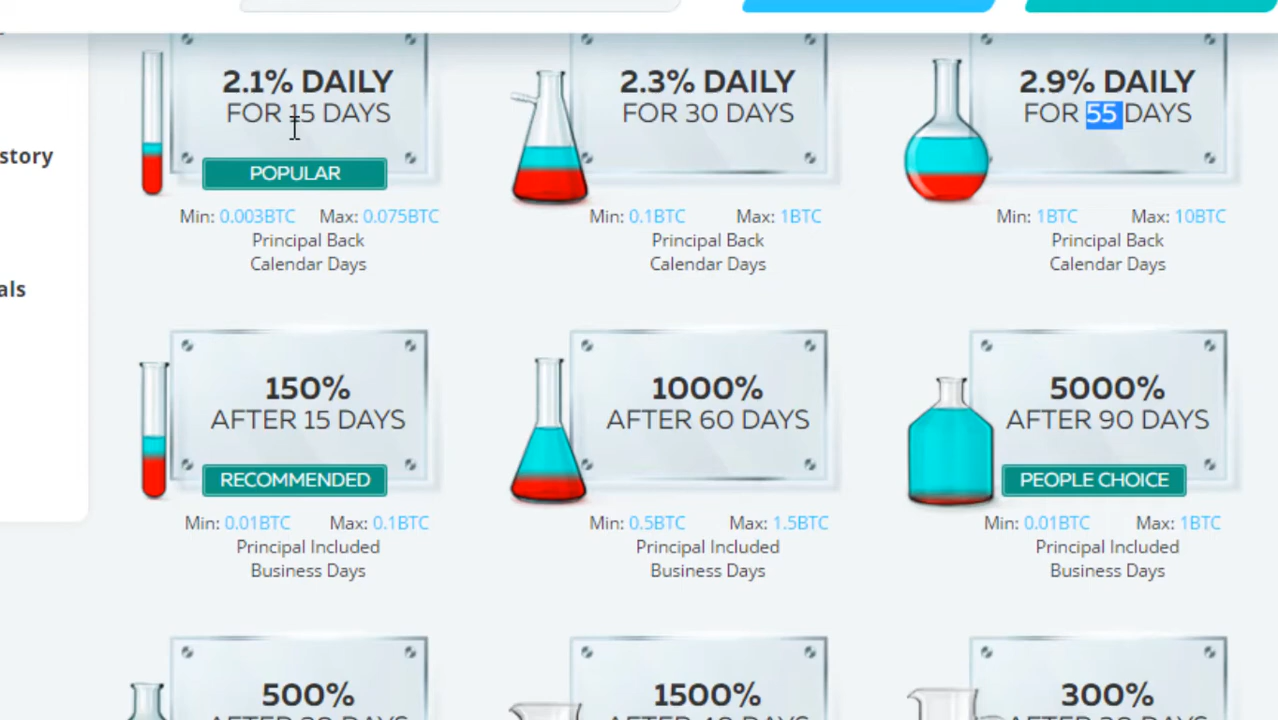 2.1% DAILY
FOR 15 DAYS
POPULAR
Min: 0.003BTC Max: 0.075BTC
Principal Back
Calendar Days
2.3% DAILY
FOR 30 DAYS
Min: 0.1BTC Max: 1BTC
Principal Back
Calendar Days
2.9% DAILY
FOR 55 DAYS
Min: 1BTC Max: 10BTC
Principal Back
Calendar Days
story
als
150%
AFTER 15 DAYS
RECOMMENDED
Min: 0.01BTC Max: 0.1BTC
Principal Included
Business Days
1000%
AFTER 60 DAYS
Min: 0.5BTC Max: 1.5BTC
Principal Included
Business Days
5000%
AFTER 90 DAYS
PEOPLE CHOICE
Min: 0.01BTC Max: 1BTC
Principal Included
Business Days
500%
1500%
300%